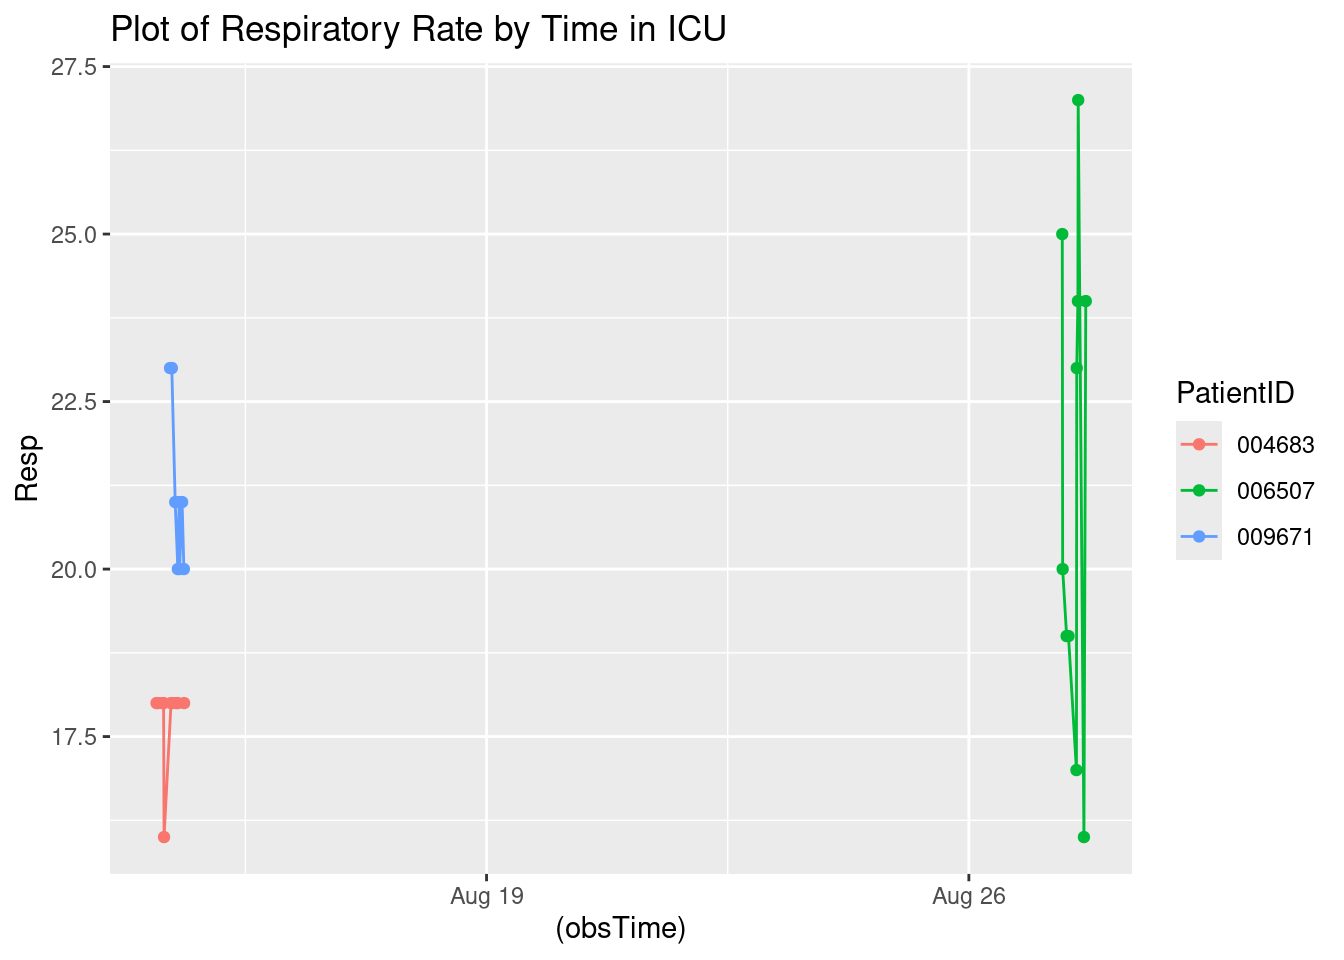 Plot of Respiratory Rate by Time in ICU
27.5
25.0
22.5
20.0
17.5
Resp
Aug 19
Aug 26
(obsTime)
PatientID
004683
006507
009671